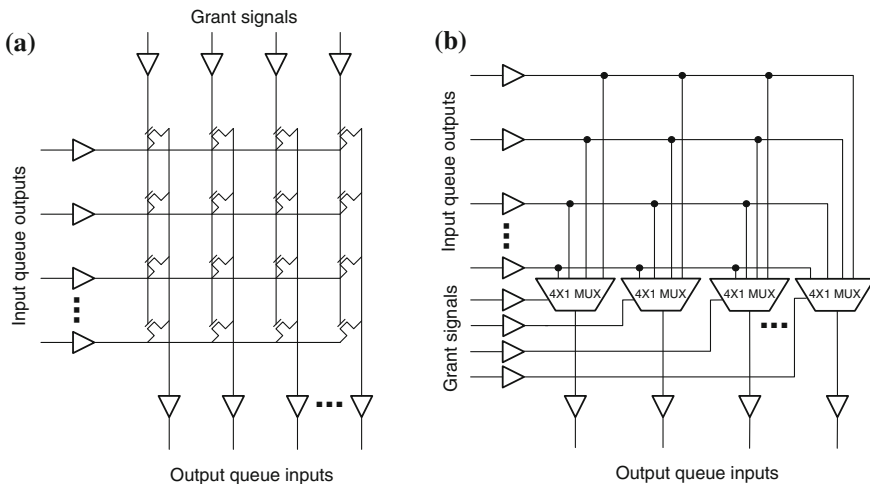 (a)
Grant signals
Input queue outputs
Output queue inputs
(b)
Input queue outputs
Grant signals
4X1 MUX
4X1 MUX
4X1 MUX
4X1 MUX
Output queue inputs